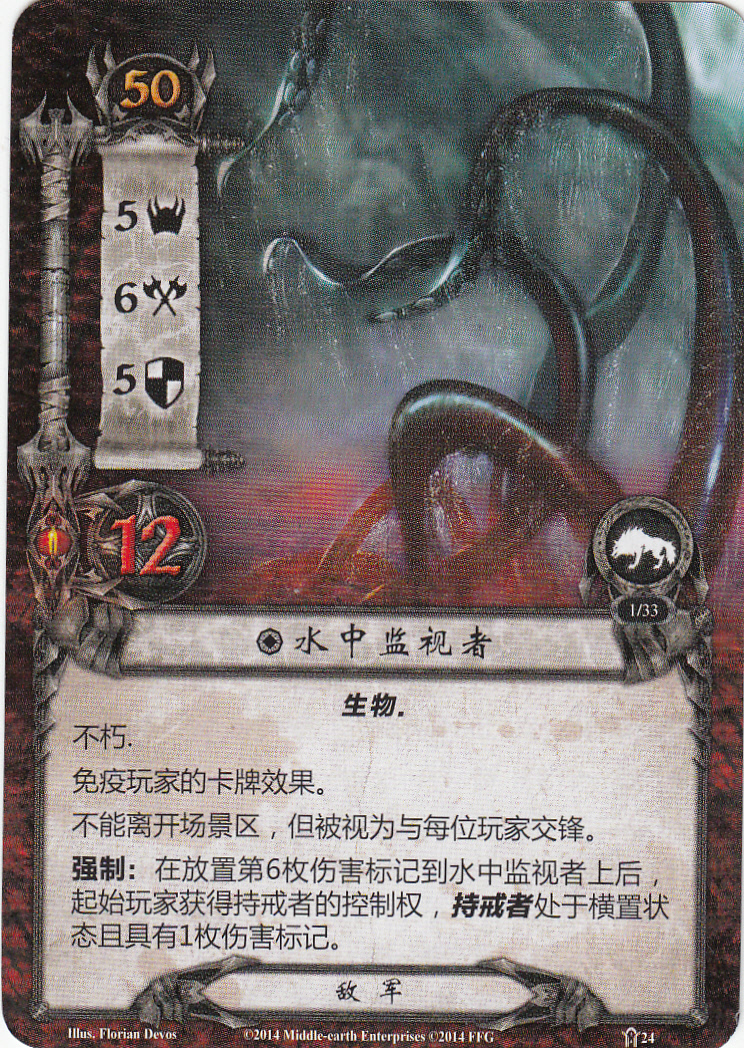 50
5
6
5
12
1/33
水中监视者
生物.
不朽.
免疫玩家的卡牌效果。
不能离开场景区，但被视为与每位玩家交锋。
强制：在放置第6枚伤害标记到水中监视者上后，
起始玩家获得持戒者的控制权，持戒者处于横置状
态且具有1枚伤害标记。
敌军
Illus. Florian Devos
©2014 Middle-earth Enterprises ©2014 FFG
24